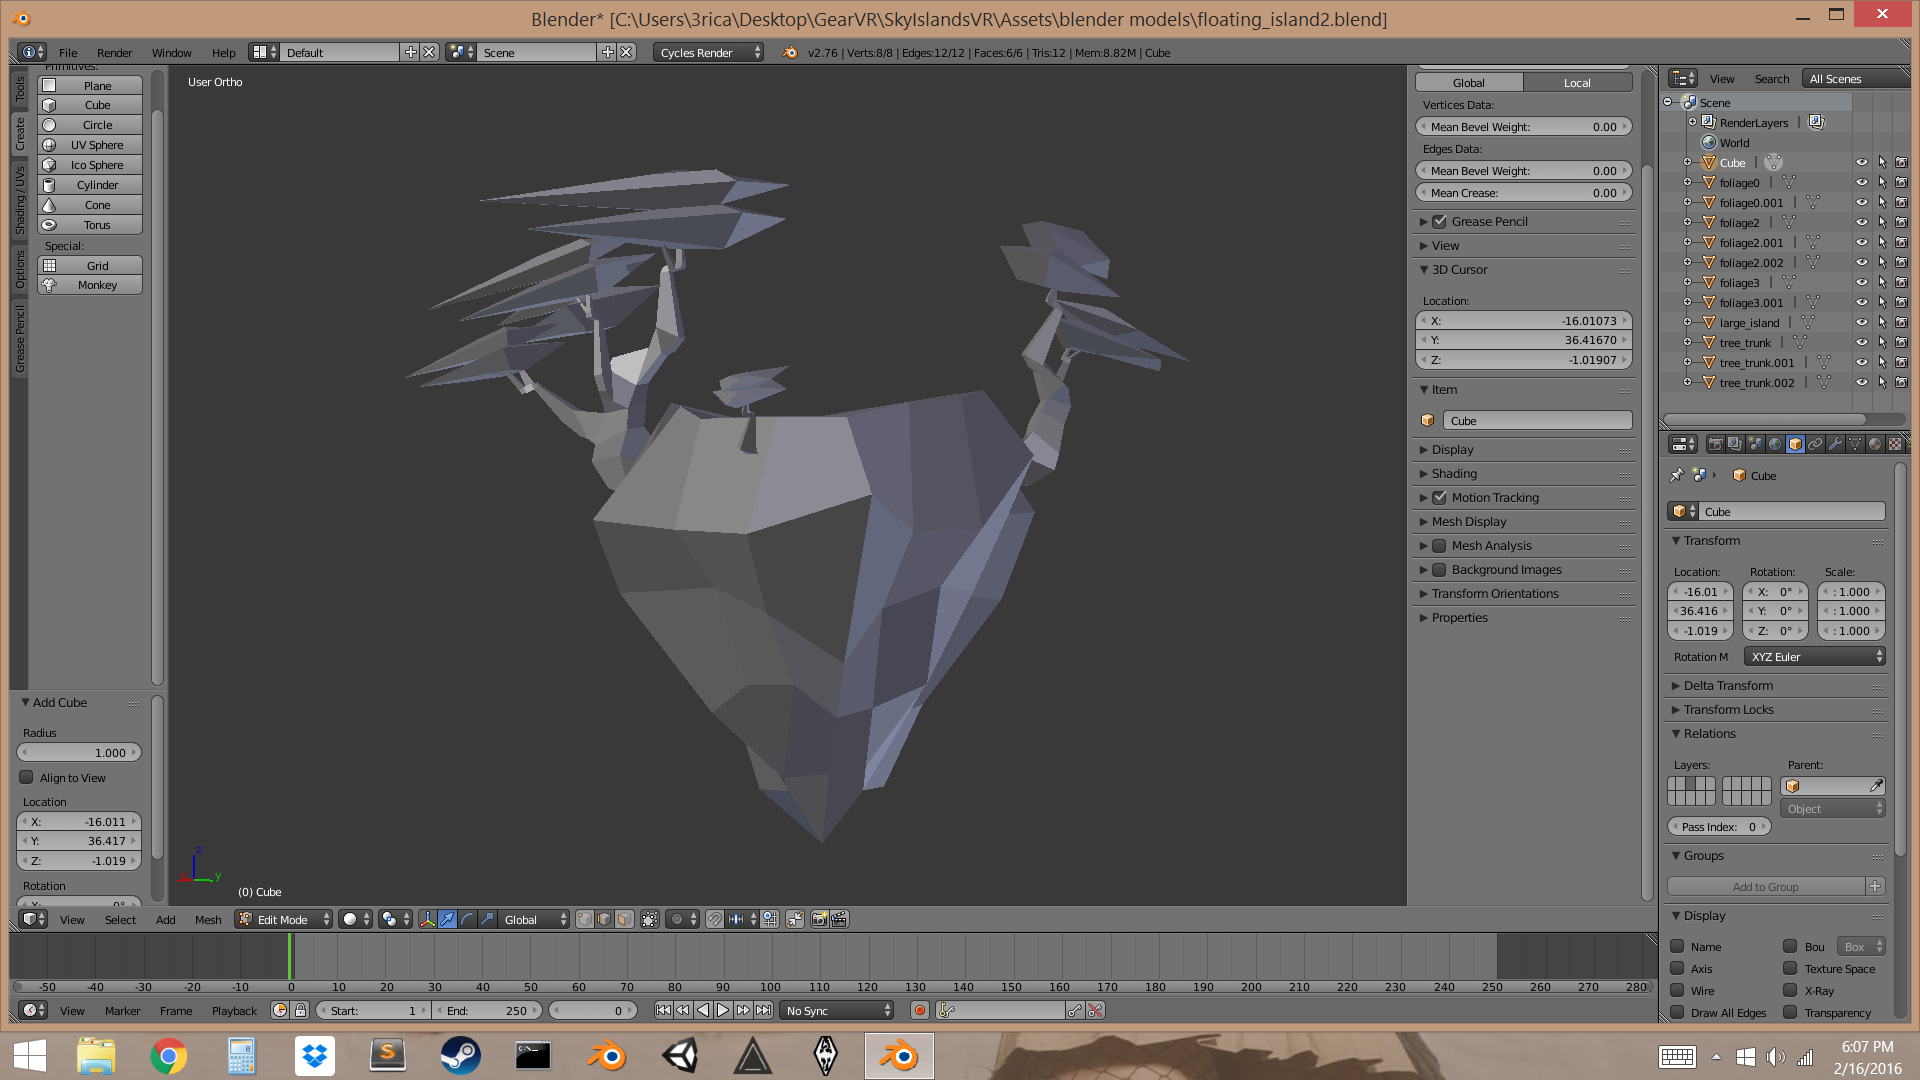 Blender* [C:\Users\3rica\Desktop\GearVR\SkyIslandsVR\Assets\blender models\floating_island2.blend]
File Render Window Help Default Scene Cycles Render v2.76 | Verts:8/8 | Edges:12/12 | Faces:6/6 | Tris:12 | Mem:8.82M | Cube
Tools
Create
Shading / UVs
Options
Grease Pencil
Primitives:
Plane
Cube
Circle
UV Sphere
Ico Sphere
Cylinder
Cone
Torus
Special:
Grid
Monkey
Add Cube
Radius
1.000
Align to View
Location
X: -16.011
Y: 36.417
Z: -1.019
Rotation
X: 0°
User Ortho
z
x
y
(0) Cube
Global Local
Vertices Data:
Mean Bevel Weight: 0.00
Edges Data:
Mean Bevel Weight: 0.00
Mean Crease: 0.00
Grease Pencil
View
3D Cursor
Location:
X: -16.01073
Y: 36.41670
Z: -1.01907
Item
Cube
Display
Shading
Motion Tracking
Mesh Display
Mesh Analysis
Background Images
Transform Orientations
Properties
View Search All Scenes
Scene
RenderLayers |
World
Cube |
foliage0 |
foliage0.001 |
foliage2 |
foliage2.001 |
foliage2.002 |
foliage3 |
foliage3.001 |
large_island |
tree_trunk |
tree_trunk.001 |
tree_trunk.002 |
Cube
Cube
Transform
Location: Rotation: Scale:
-16.01 X: 0° : 1.000
36.416 Y: 0° : 1.000
-1.019 Z: 0° : 1.000
Rotation M XYZ Euler
Delta Transform
Transform Locks
Relations
Layers: Parent:
Object
Pass Index: 0
Groups
Add to Group
Display
Name Bou Box
Axis Texture Space
Wire X-Ray
Draw All Edges Transparency
View Select Add Mesh Edit Mode Global
-50 -40 -30 -20 -10 0 10 20 30 40 50 60 70 80 90 100 110 120 130 140 150 160 170 180 190 200 210 220 230 240 250 260 270 280
View Marker Frame Playback Start: 1 End: 250 0 No Sync
6:07 PM
2/16/2016